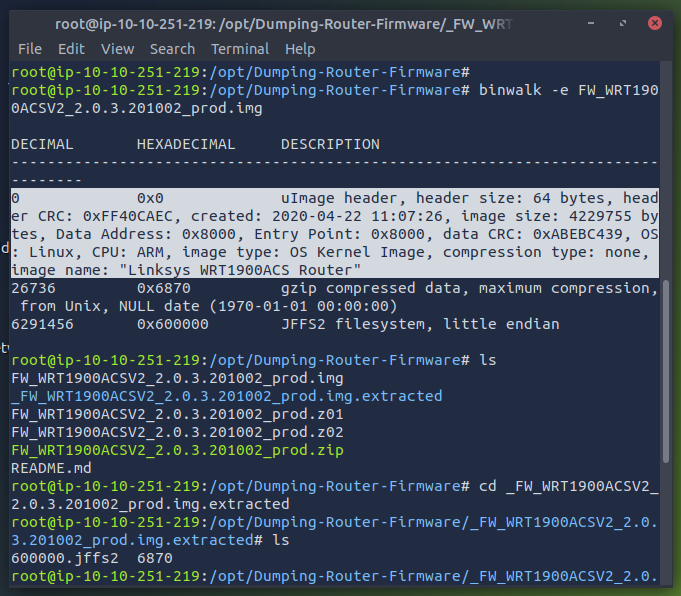 root@ip-10-10-251-219: /opt/Dumping-Router-Firmware/_FW_WRT
File Edit View Search Terminal Help
root@ip-10-10-251-219:/opt/Dumping-Router-Firmware#
root@ip-10-10-251-219:/opt/Dumping-Router-Firmware# binwalk -e FW_WRT190
0ACSV2_2.0.3.201002_prod.img
DECIMAL       HEXADECIMAL     DESCRIPTION
------------------------------------------------------------------------
--------
0             0x0             uImage header, header size: 64 bytes, head
er CRC: 0xFF40CAEC, created: 2020-04-22 11:07:26, image size: 4229755 by
tes, Data Address: 0x8000, Entry Point: 0x8000, data CRC: 0xABEBC439, OS
: Linux, CPU: ARM, image type: OS Kernel Image, compression type: none,
image name: "Linksys WRT1900ACS Router"
26736         0x6870          gzip compressed data, maximum compression,
from Unix, NULL date (1970-01-01 00:00:00)
6291456       0x600000        JFFS2 filesystem, little endian
root@ip-10-10-251-219:/opt/Dumping-Router-Firmware# ls
FW_WRT1900ACSV2_2.0.3.201002_prod.img
_FW_WRT1900ACSV2_2.0.3.201002_prod.img.extracted
FW_WRT1900ACSV2_2.0.3.201002_prod.z01
FW_WRT1900ACSV2_2.0.3.201002_prod.z02
FW_WRT1900ACSV2_2.0.3.201002_prod.zip
README.md
root@ip-10-10-251-219:/opt/Dumping-Router-Firmware# cd _FW_WRT1900ACSV2_
2.0.3.201002_prod.img.extracted
root@ip-10-10-251-219:/opt/Dumping-Router-Firmware/_FW_WRT1900ACSV2_2.0.
3.201002_prod.img.extracted# ls
600000.jffs2  6870
root@ip-10-10-251-219:/opt/Dumping-Router-Firmware/_FW_WRT1900ACSV2_2.0.